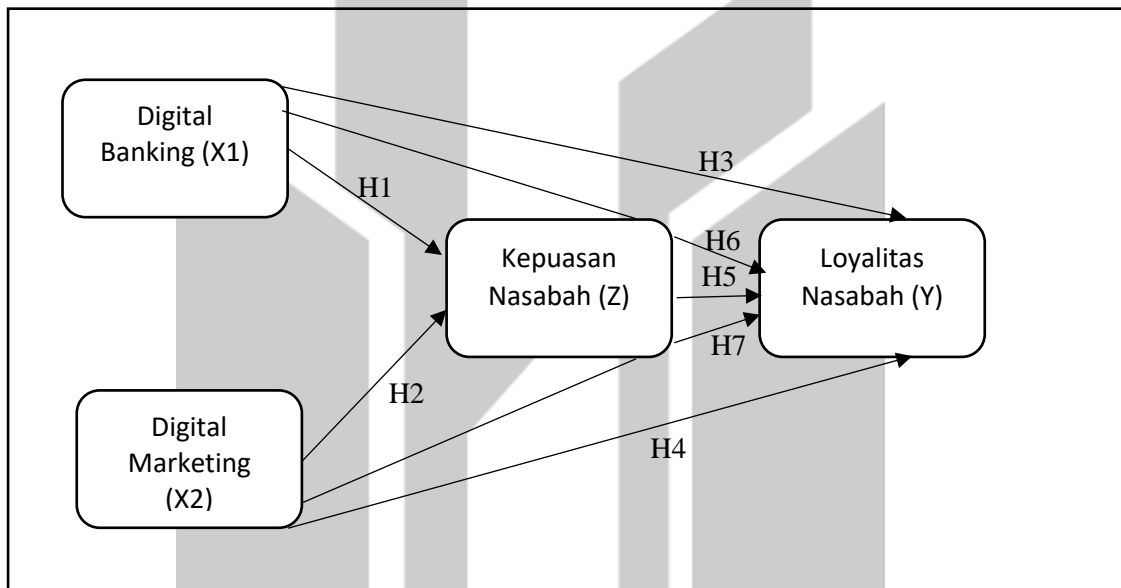 Digital
Banking (X1)
H3
H1
Kepuasan
Nasabah (Z)
H6
H5
H7
Loyalitas
Nasabah (Y)
H2
Digital
Marketing
(X2)
H4